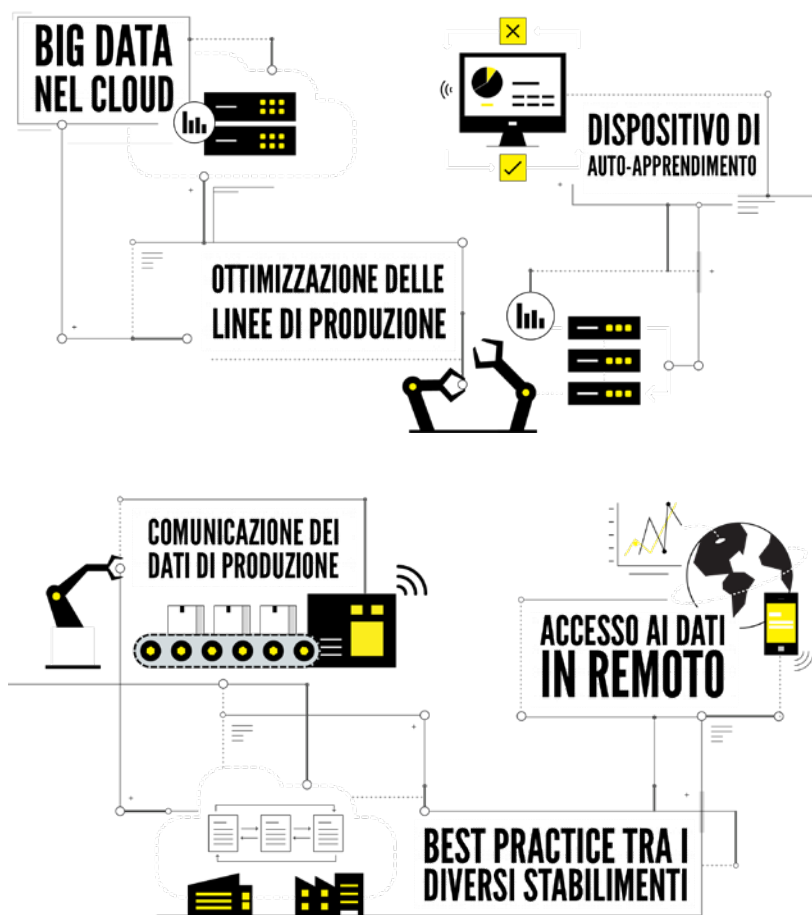 BIG DATA
NEL CLOUD
DISPOSITIVO DI
AUTO-APPRENDIMENTO
OTTIMIZZAZIONE DELLE
LINEE DI PRODUZIONE
COMUNICAZIONE DEI
DATI DI PRODUZIONE
ACCESSO AI DATI
IN REMOTO
BEST PRACTICE TRA I
DIVERSI STABILIMENTI